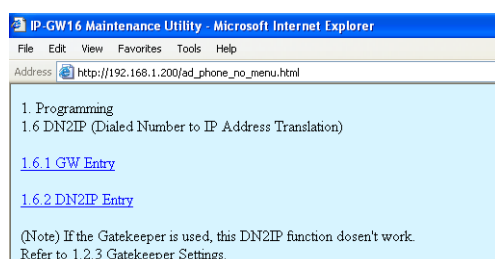 IP-GW16 Maintenance Utility - Microsoft Internet Explorer
File Edit View Favorites Tools Help
Address http://192.168.1.200/ad_phone_no_menu.html
1. Programming
1.6 DN2IP (Dialed Number to IP Address Translation)
1.6.1 GW Entry
1.6.2 DN2IP Entry
(Note) If the Gatekeeper is used, this DN2IP function dosen't work.
Refer to 1.2.3 Gatekeeper Settings.